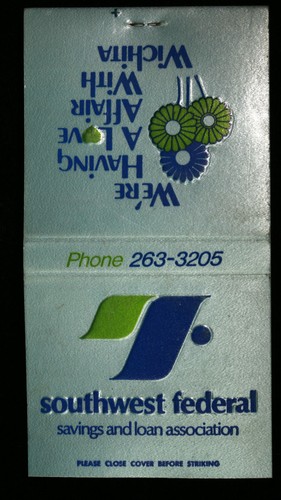 WE'RE
HAVING
A LOVE
AFFAIR
WITH
WICHITA
Phone 263-3205
southwest federal
savings and loan association
PLEASE CLOSE COVER BEFORE STRIKING